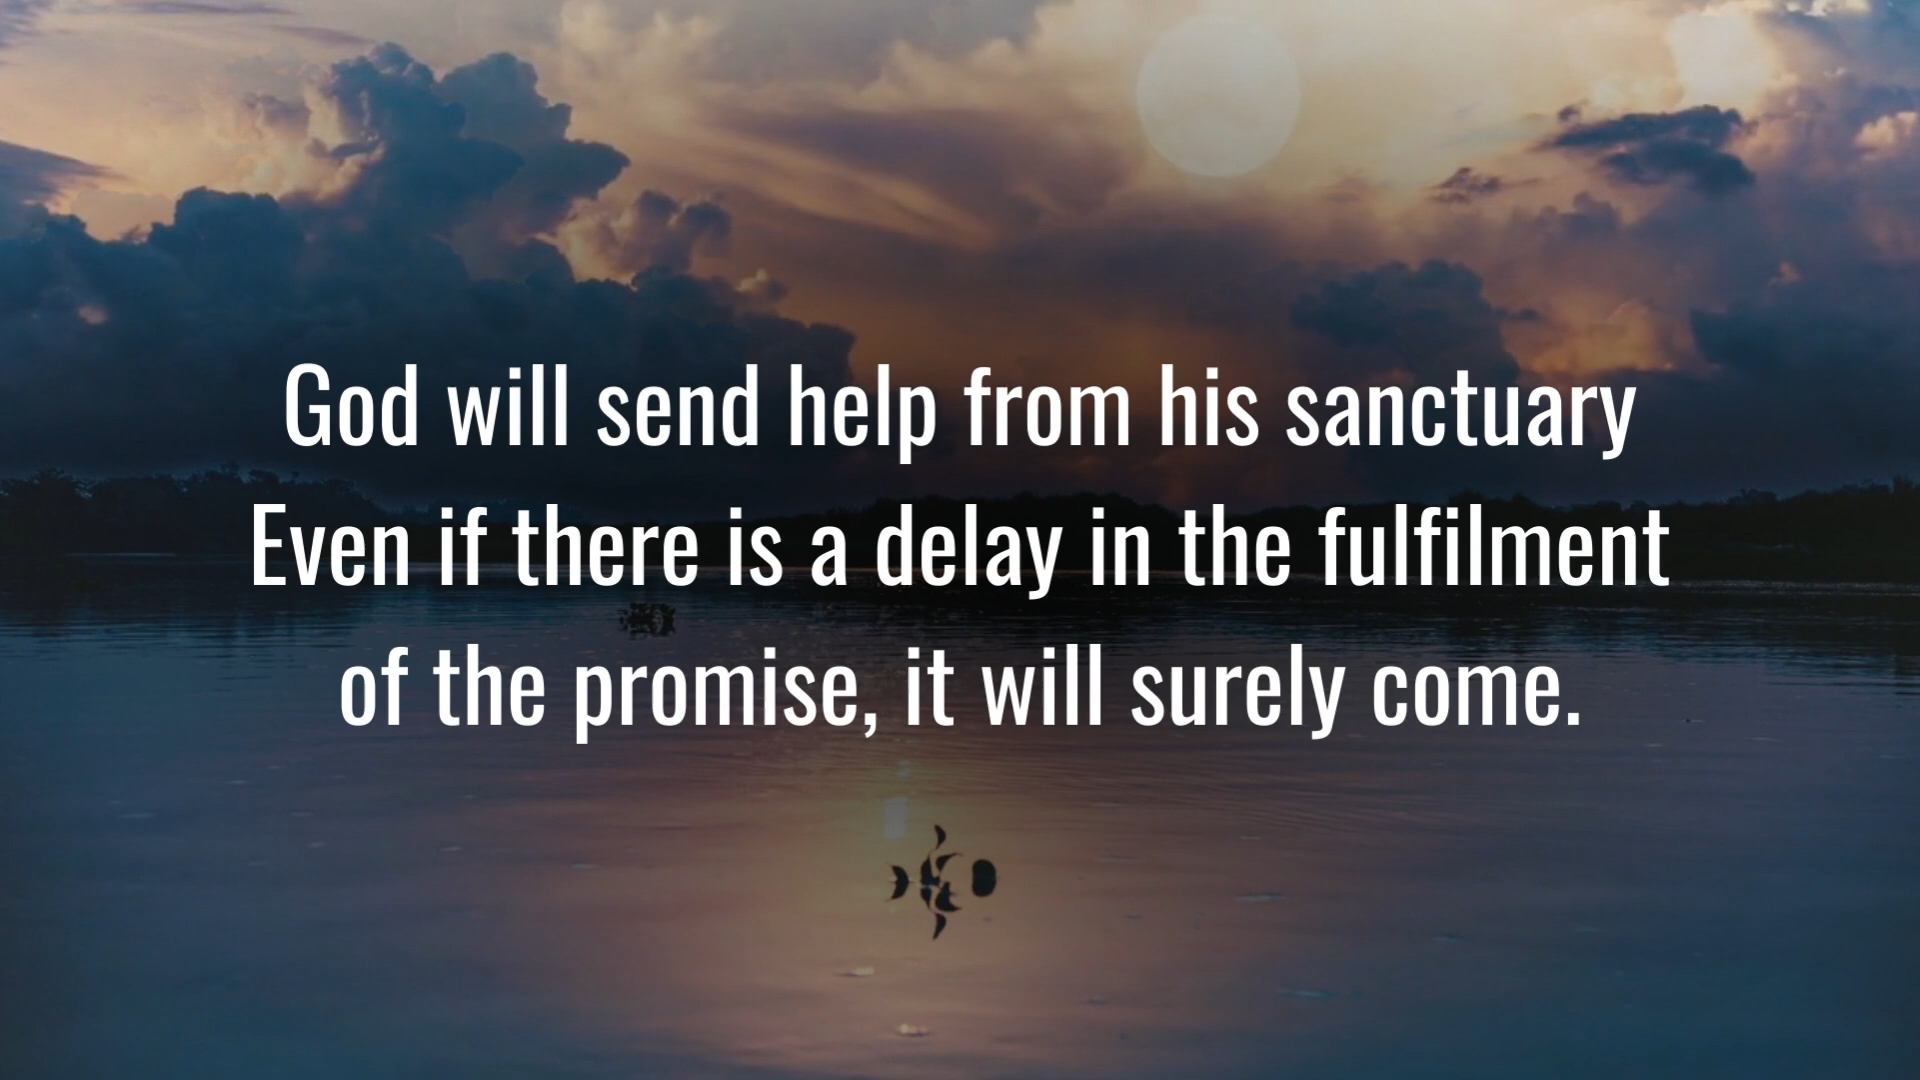 God will send help from his sanctuary
Even if there is a delay in the fulfilment
of the promise, it will surely come.